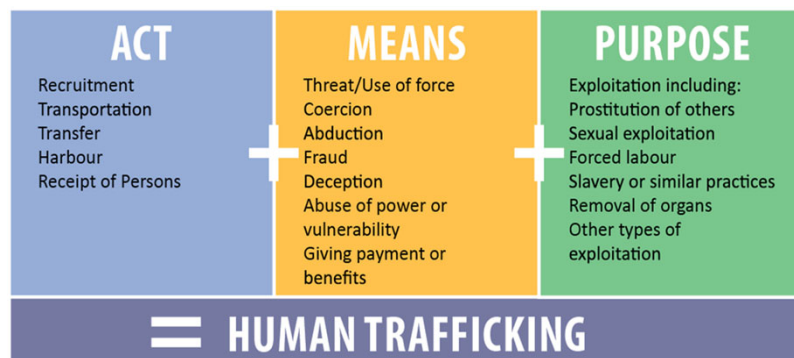 ACT
Recruitment
Transportation
Transfer
Harbour
Receipt of Persons
+
MEANS
Threat/Use of force
Coercion
Abduction
Fraud
Deception
Abuse of power or
vulnerability
Giving payment or
benefits
+
PURPOSE
Exploitation including:
Prostitution of others
Sexual exploitation
Forced labour
Slavery or similar practices
Removal of organs
Other types of
exploitation
= HUMAN TRAFFICKING